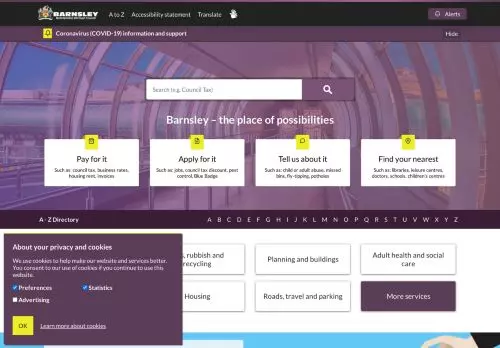 BARNSLEY
Metropolitan Borough Council
A to Z
Accessibility statement
Translate
Alerts
Coronavirus (COVID-19) information and support
Hide
Search (e.g. Council Tax)
Barnsley – the place of possibilities
Pay for it
Such as: council tax, business rates,
housing rent, invoices
Apply for it
Such as: jobs, council tax discount, pest
control, Blue Badge
Tell us about it
Such as: child or adult abuse, missed
bins, fly-tipping, potholes
Find your nearest
Such as: libraries, leisure centres,
doctors, schools, children's centres
A - Z Directory
A B C D E F G H I J K L M N O P Q R S T U V W X Y Z
About your privacy and cookies
We use cookies to help make our website and services better.
You consent to our use of cookies if you continue to use this
website.
Preferences
Statistics
Advertising
OK
Learn more about cookies
, rubbish and
recycling
Planning and buildings
Adult health and social
care
Housing
Roads, travel and parking
More services